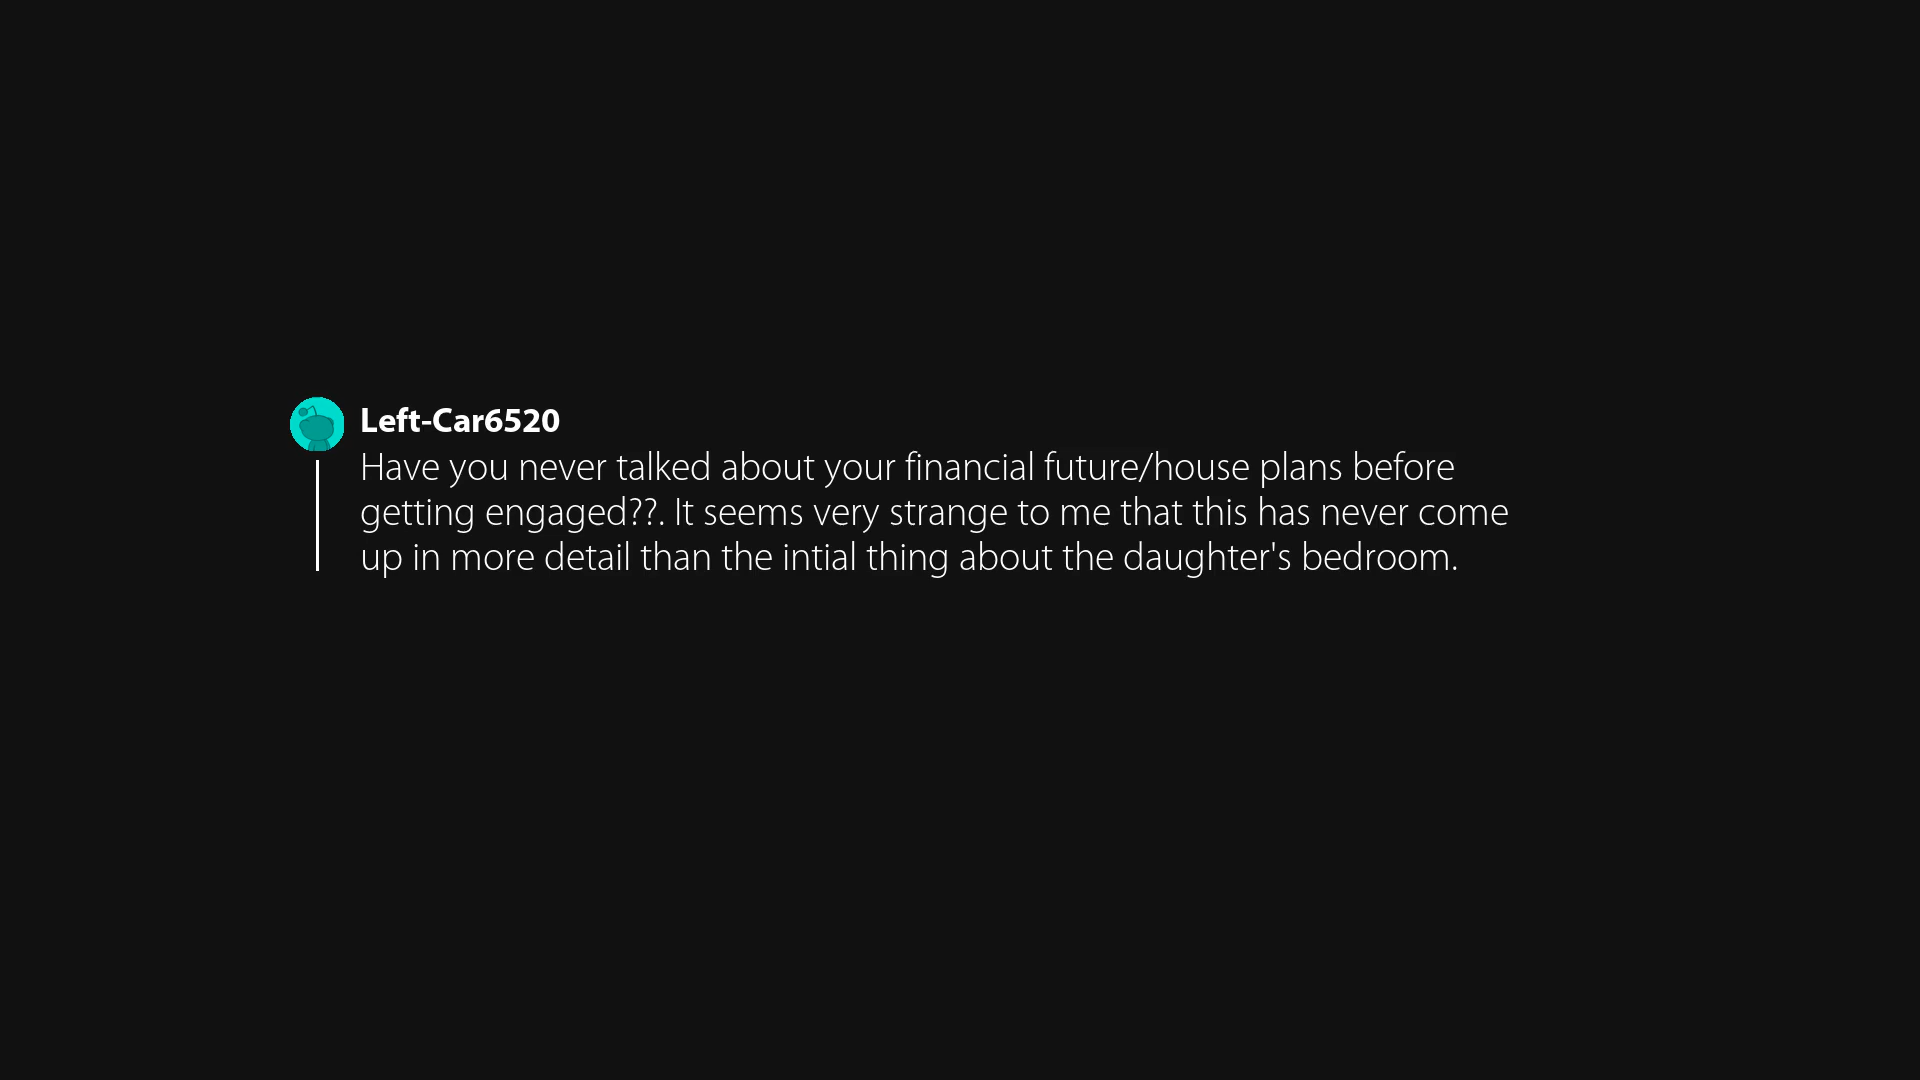 Left-Car6520
Have you never talked about your financial future/house plans before
getting engaged??. It seems very strange to me that this has never come
up in more detail than the intial thing about the daughter's bedroom.